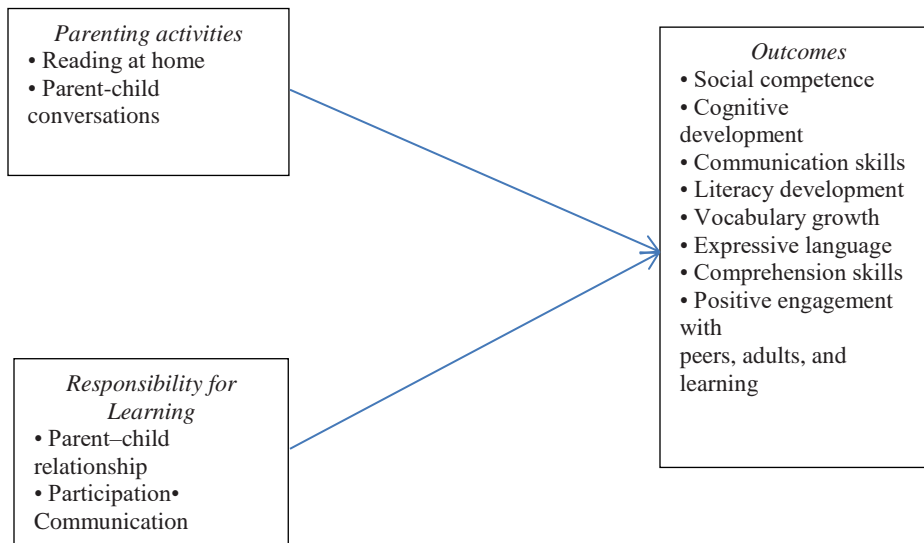 Parenting activities
• Reading at home
• Parent-child
conversations
Outcomes
• Social competence
• Cognitive
development
• Communication skills
• Literacy development
• Vocabulary growth
• Expressive language
• Comprehension skills
• Positive engagement
with
peers, adults, and
learning
Responsibility for
Learning
• Parent–child
relationship
• Participation•
Communication